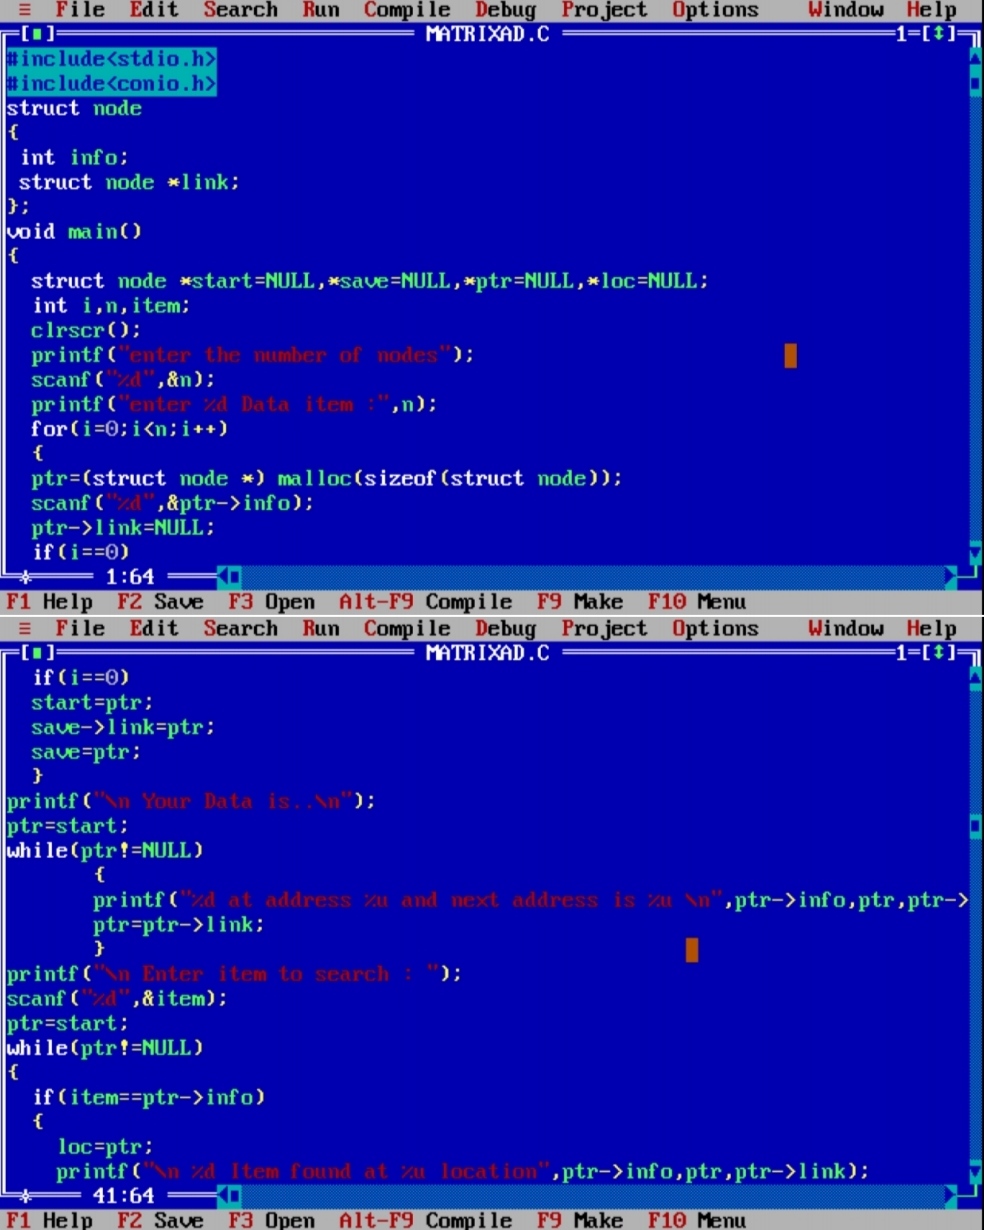 ≡ File Edit Search Run Compile Debug Project Options Window Help
[■] MATRIXAD.C 1=[↕]
#include<stdio.h>
#include<conio.h>
struct node
{
int info;
struct node *link;
};
void main()
{
struct node *start=NULL,*save=NULL,*ptr=NULL,*loc=NULL;
int i,n,item;
clrscr();
printf("enter the number of nodes");
scanf("%d",&n);
printf("enter %d Data item :",n);
for(i=0;i<n;i++)
{
ptr=(struct node *) malloc(sizeof(struct node));
scanf("%d",&ptr->info);
ptr->link=NULL;
if(i==0)
1:64
F1 Help F2 Save F3 Open Alt-F9 Compile F9 Make F10 Menu
≡ File Edit Search Run Compile Debug Project Options Window Help
[■] MATRIXAD.C 1=[↕]
if(i==0)
start=ptr;
save->link=ptr;
save=ptr;
}
printf("\n Your Data is..\n");
ptr=start;
while(ptr!=NULL)
{
printf("%d at address %u and next address is %u \n",ptr->info,ptr,ptr->
ptr=ptr->link;
}
printf("\n Enter item to search : ");
scanf("%d",&item);
ptr=start;
while(ptr!=NULL)
{
if(item==ptr->info)
{
loc=ptr;
printf("\n %d Item found at %u location",ptr->info,ptr,ptr->link);
41:64
F1 Help F2 Save F3 Open Alt-F9 Compile F9 Make F10 Menu